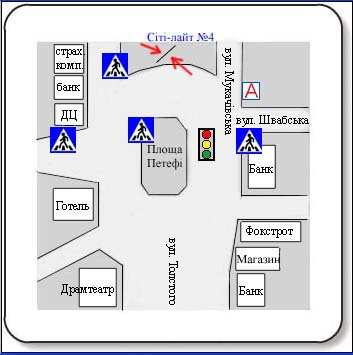 Сіті-лайт №4
страх.
комп.
банк
ДЦ
вул. Мукачівська
А
вул. Швабська
Площа
Петефі
Банк
Готель
Фокстрот
Магазин
Банк
вул. Толстого
Драмтеатр